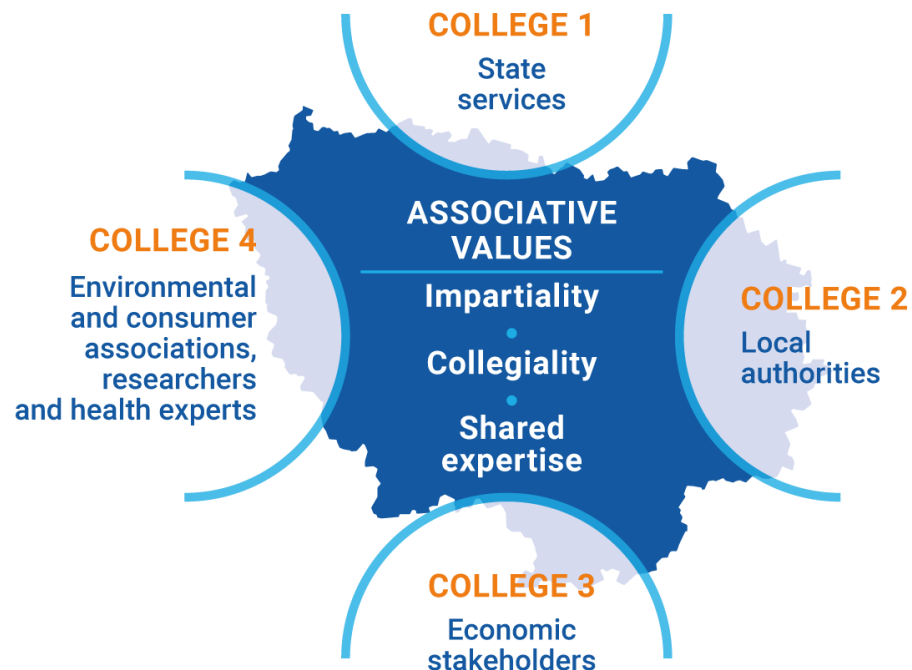 COLLEGE 1
State
services
ASSOCIATIVE
VALUES
Impartiality
Collegiality
Shared
expertise
COLLEGE 4
Environmental
and consumer
associations,
researchers
and health experts
COLLEGE 2
Local
authorities
COLLEGE 3
Economic
stakeholders